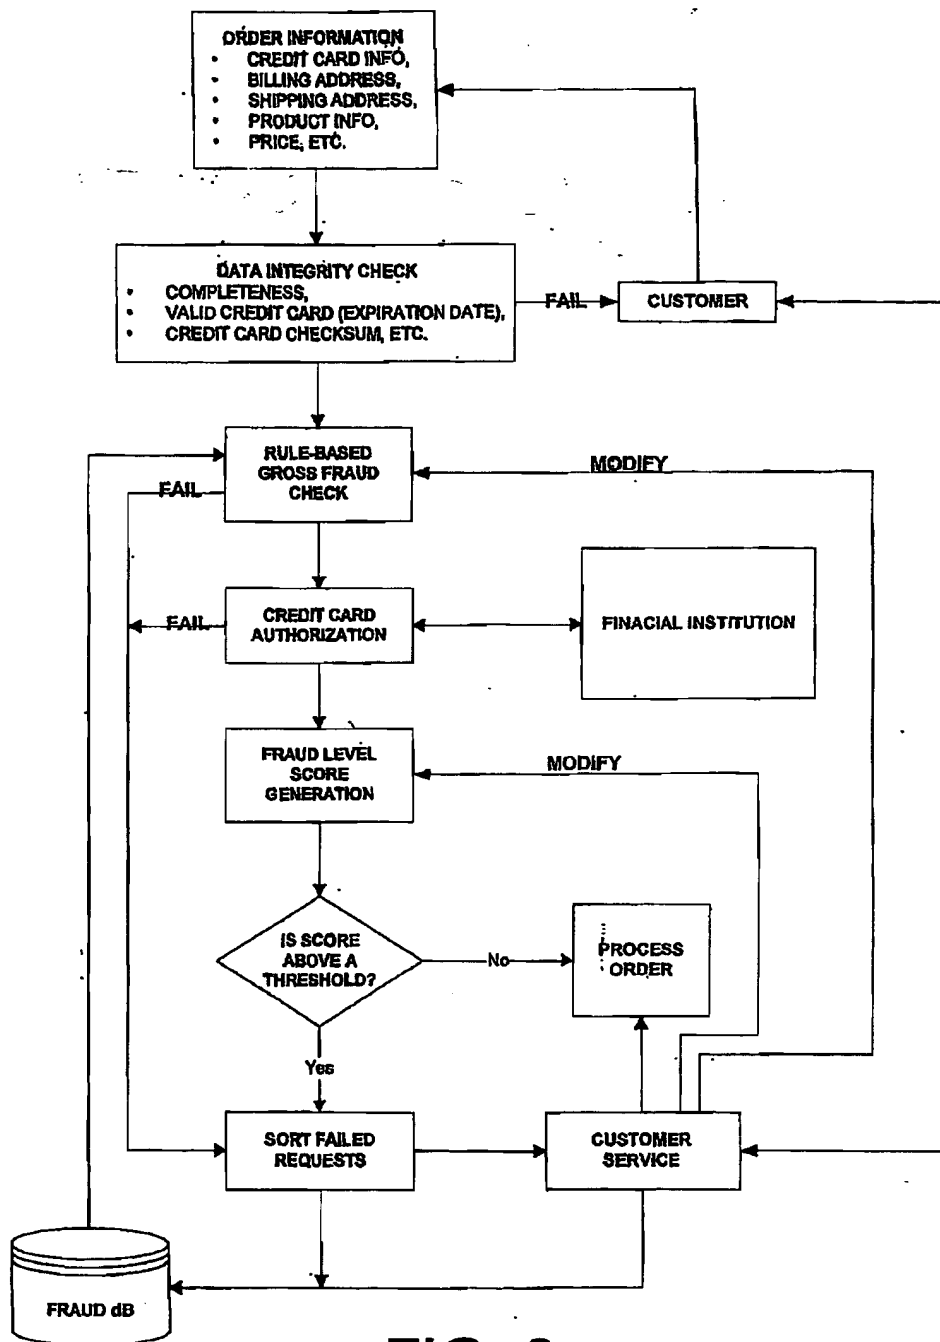 ORDER INFORMATION
• CREDIT CARD INFO,
• BILLING ADDRESS,
• SHIPPING ADDRESS,
• PRODUCT INFO,
• PRICE, ETC.
DATA INTEGRITY CHECK
• COMPLETENESS,
• VALID CREDIT CARD (EXPIRATION DATE),
• CREDIT CARD CHECKSUM, ETC.
FAIL
CUSTOMER
RULE-BASED
GROSS FRAUD
CHECK
MODIFY
FAIL
CREDIT CARD
AUTHORIZATION
FAIL
FINACIAL INSTITUTION
FRAUD LEVEL
SCORE
GENERATION
MODIFY
IS SCORE
ABOVE A
THRESHOLD?
No
PROCESS
ORDER
Yes
SORT FAILED
REQUESTS
CUSTOMER
SERVICE
FRAUD dB